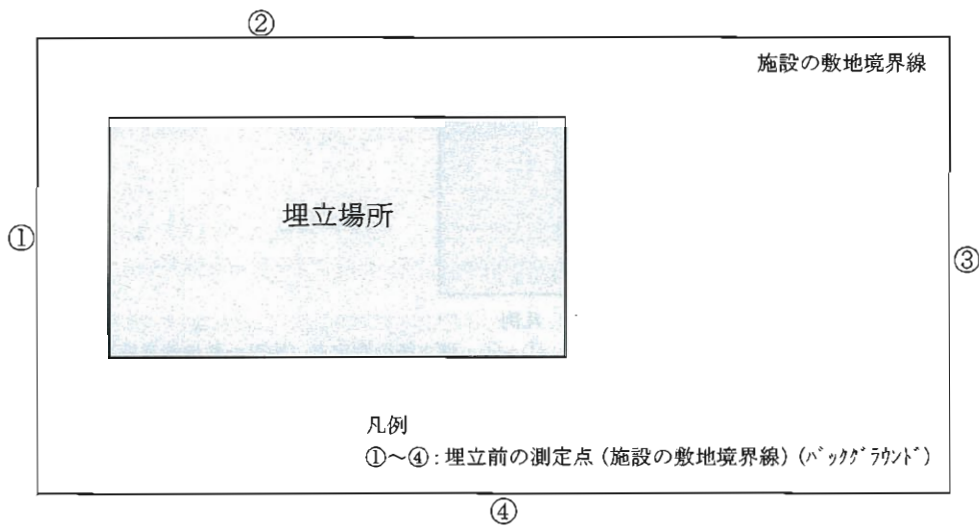 ②
施設の敷地境界線
埋立場所
①
③
凡例
①～④：埋立前の測定点（施設の敷地境界線）（ﾊﾞｯｸｸﾞﾗｳﾝﾄﾞ）
④